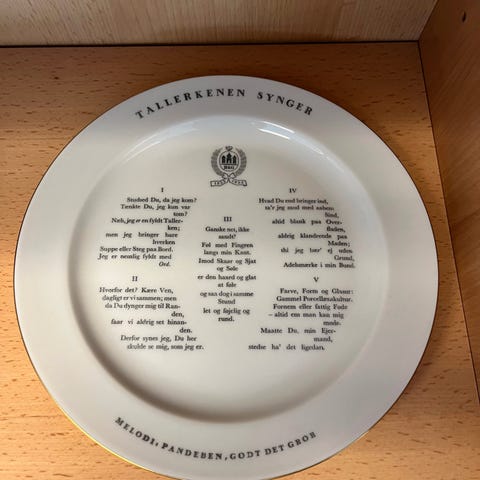 TALLERKENEN SYNGER
I
Studsed Du, da jeg kom?
Tenkte Du, jeg kun var
tom?
Neh, jeg er en fyldt Taller-
ken;
men jeg bringer bare
hverken
Suppe eller Steg paa Bord.
Jeg er nemlig fyldt med
Ord.
II
Hvorfor det? Kære Ven,
dagligt er vi sammen; men
da Du dynger mig til Ran-
den,
faar vi aldrig set hinan-
den.
Derfor synes jeg, Du her
skulde se mig, som jeg er.
III
Ganske net, ikke
sandt?
Føl med Fingren
langs min Kant.
Imod Skaar og Sjat
og Søle
er den haard og glat
at føle
og saa dog i samme
Stund
let og føjelig og
rund.
IV
Hvad Du end bringer ind,
ta'r jeg mod med aabent
Sind,
altid blank paa Over-
fladen,
aldrig klandrende paa
Maden;
thi jeg bær' ej uden
Grund,
Adelsmærke i min Bund.
V
Farve, Form og Glasur:
Gammel Porcellænskultur.
Fornem eller fattig Føde
– altid em man kan mig
møde.
Maatte Du, min Ejer-
mand,
stedse ha' det ligedan.
MELODI: PANDEBEN, GODT DET GROR